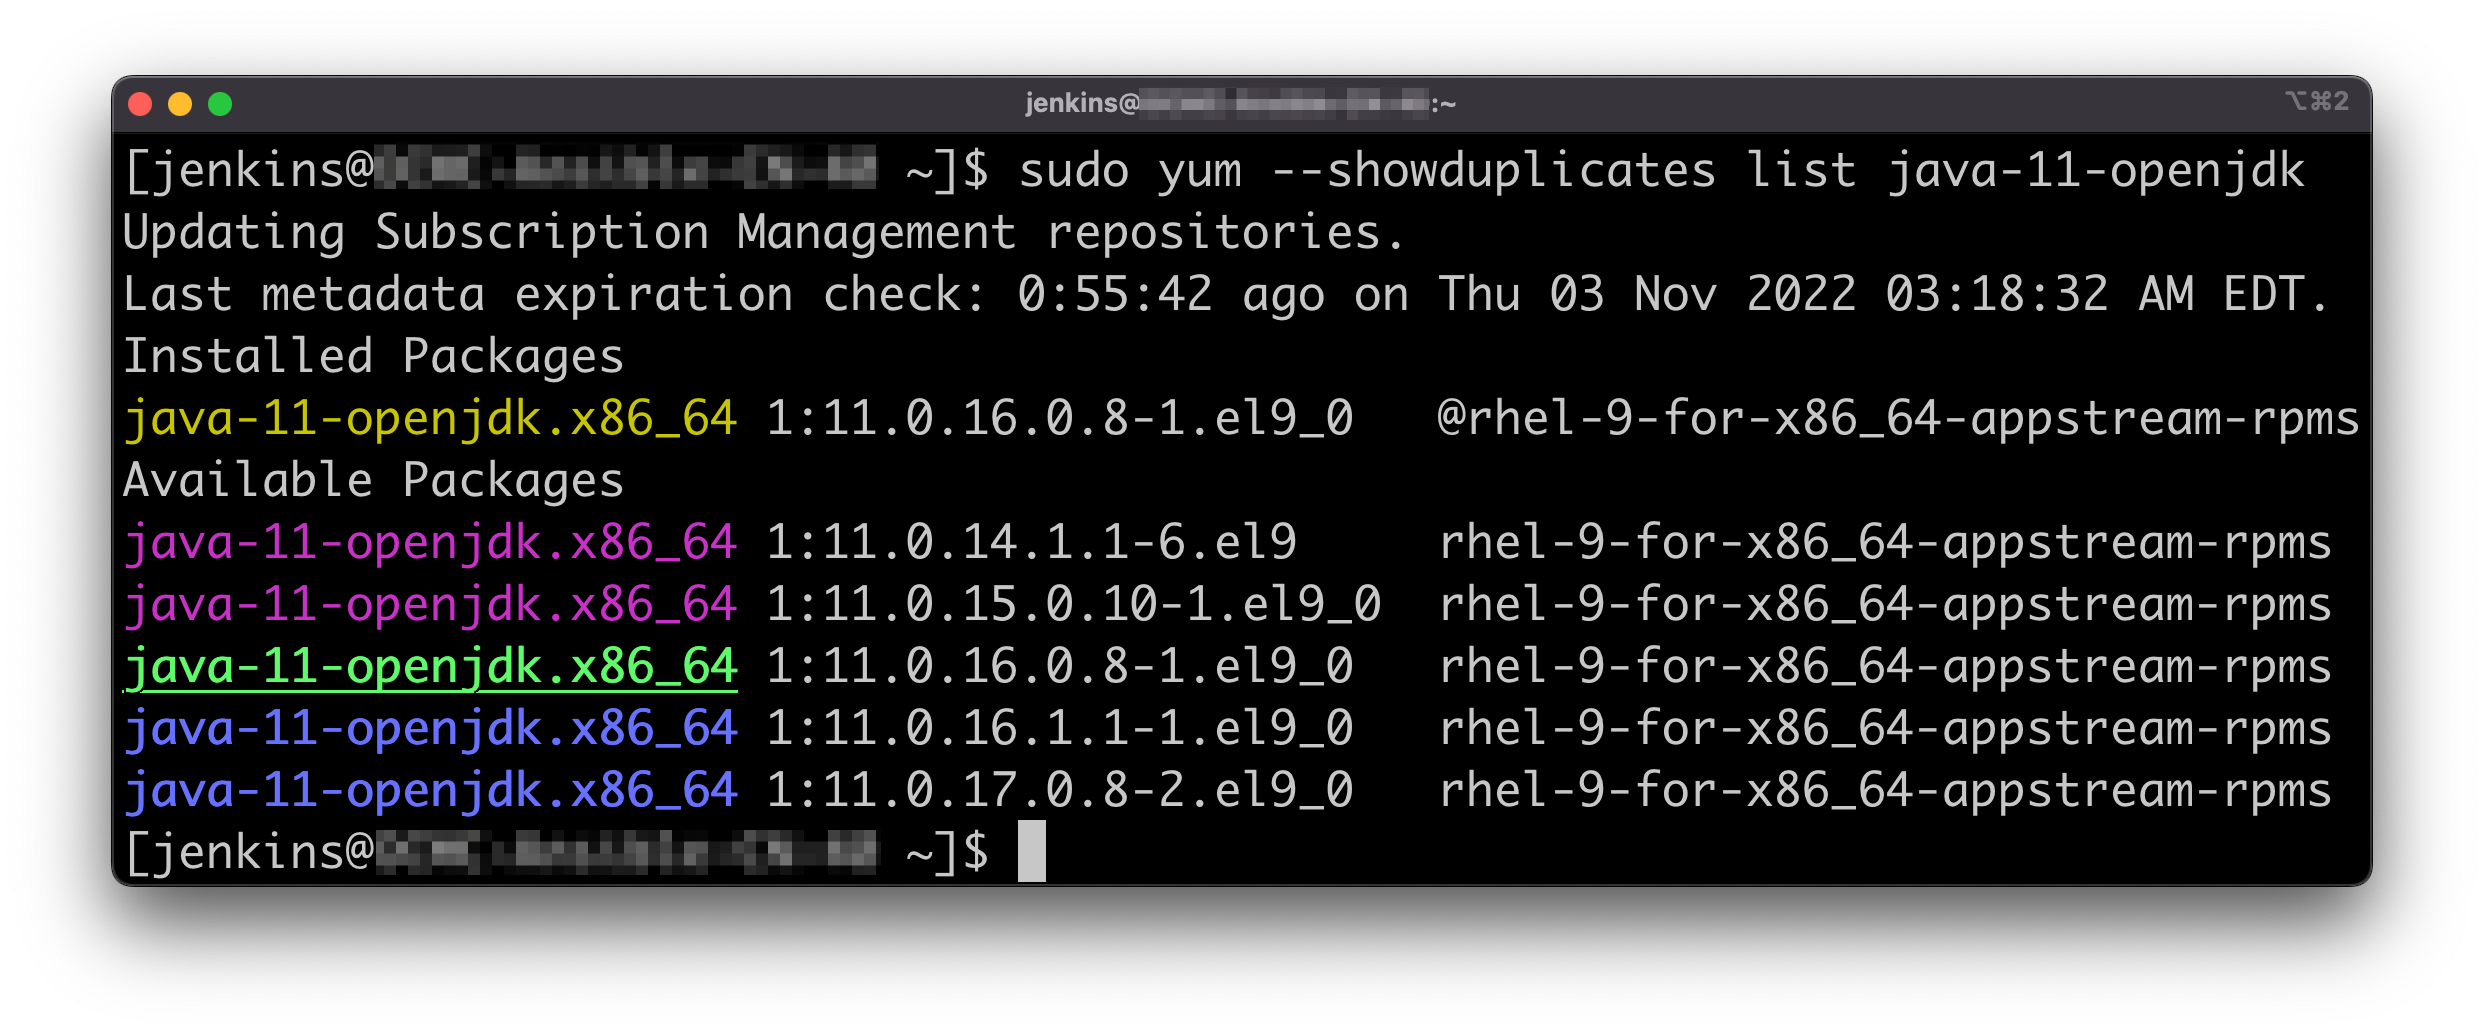 jenkins@:~ ⌥⌘2
[jenkins@ ~]$ sudo yum --showduplicates list java-11-openjdk
Updating Subscription Management repositories.
Last metadata expiration check: 0:55:42 ago on Thu 03 Nov 2022 03:18:32 AM EDT.
Installed Packages
java-11-openjdk.x86_64 1:11.0.16.0.8-1.el9_0 @rhel-9-for-x86_64-appstream-rpms
Available Packages
java-11-openjdk.x86_64 1:11.0.14.1.1-6.el9 rhel-9-for-x86_64-appstream-rpms
java-11-openjdk.x86_64 1:11.0.15.0.10-1.el9_0 rhel-9-for-x86_64-appstream-rpms
java-11-openjdk.x86_64 1:11.0.16.0.8-1.el9_0 rhel-9-for-x86_64-appstream-rpms
java-11-openjdk.x86_64 1:11.0.16.1.1-1.el9_0 rhel-9-for-x86_64-appstream-rpms
java-11-openjdk.x86_64 1:11.0.17.0.8-2.el9_0 rhel-9-for-x86_64-appstream-rpms
[jenkins@ ~]$